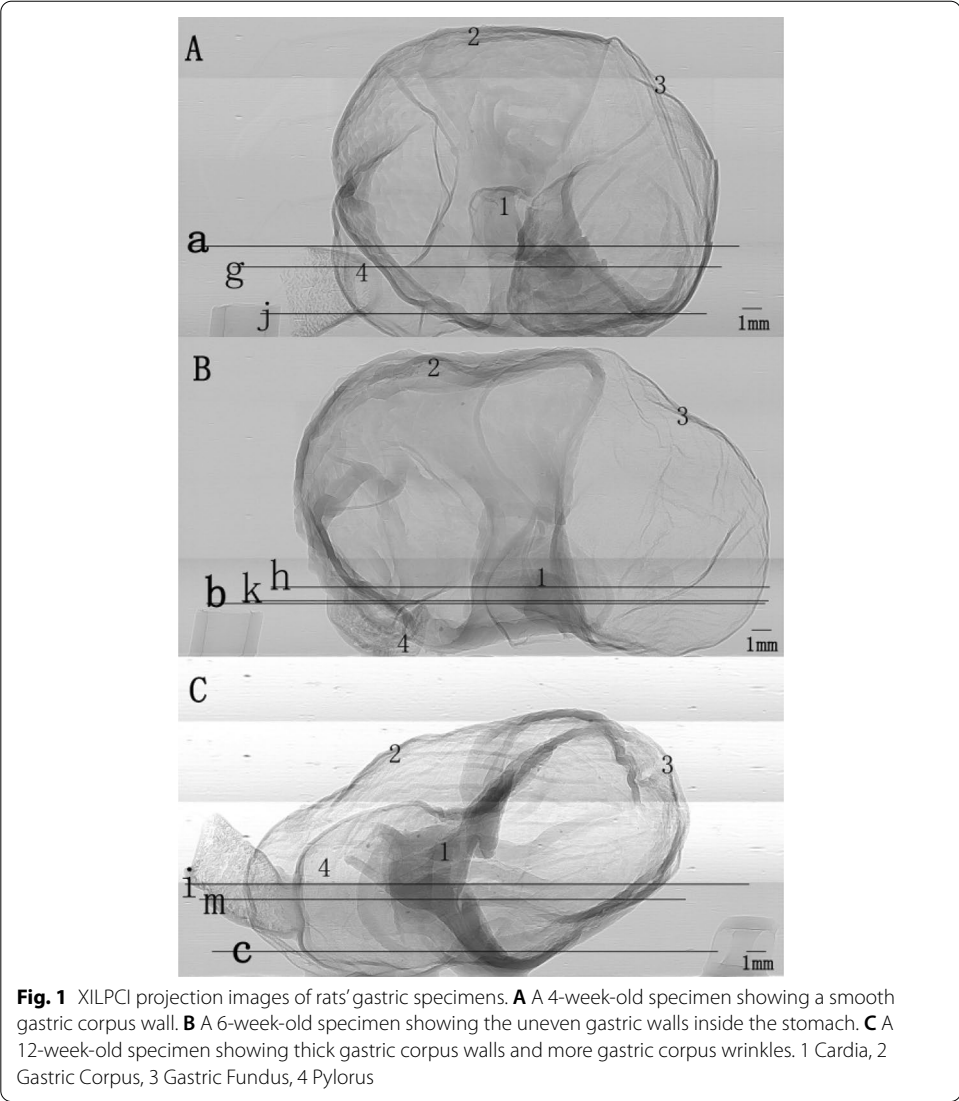 A
2
3
1
a
g
4
j
1mm
B
2
3
h
1
k
b
4
1mm
C
2
3
1
4
i
m
c
1mm
Fig. 1 XILPCI projection images of rats' gastric specimens. A A 4-week-old specimen showing a smooth
gastric corpus wall. B A 6-week-old specimen showing the uneven gastric walls inside the stomach. C A
12-week-old specimen showing thick gastric corpus walls and more gastric corpus wrinkles. 1 Cardia, 2
Gastric Corpus, 3 Gastric Fundus, 4 Pylorus